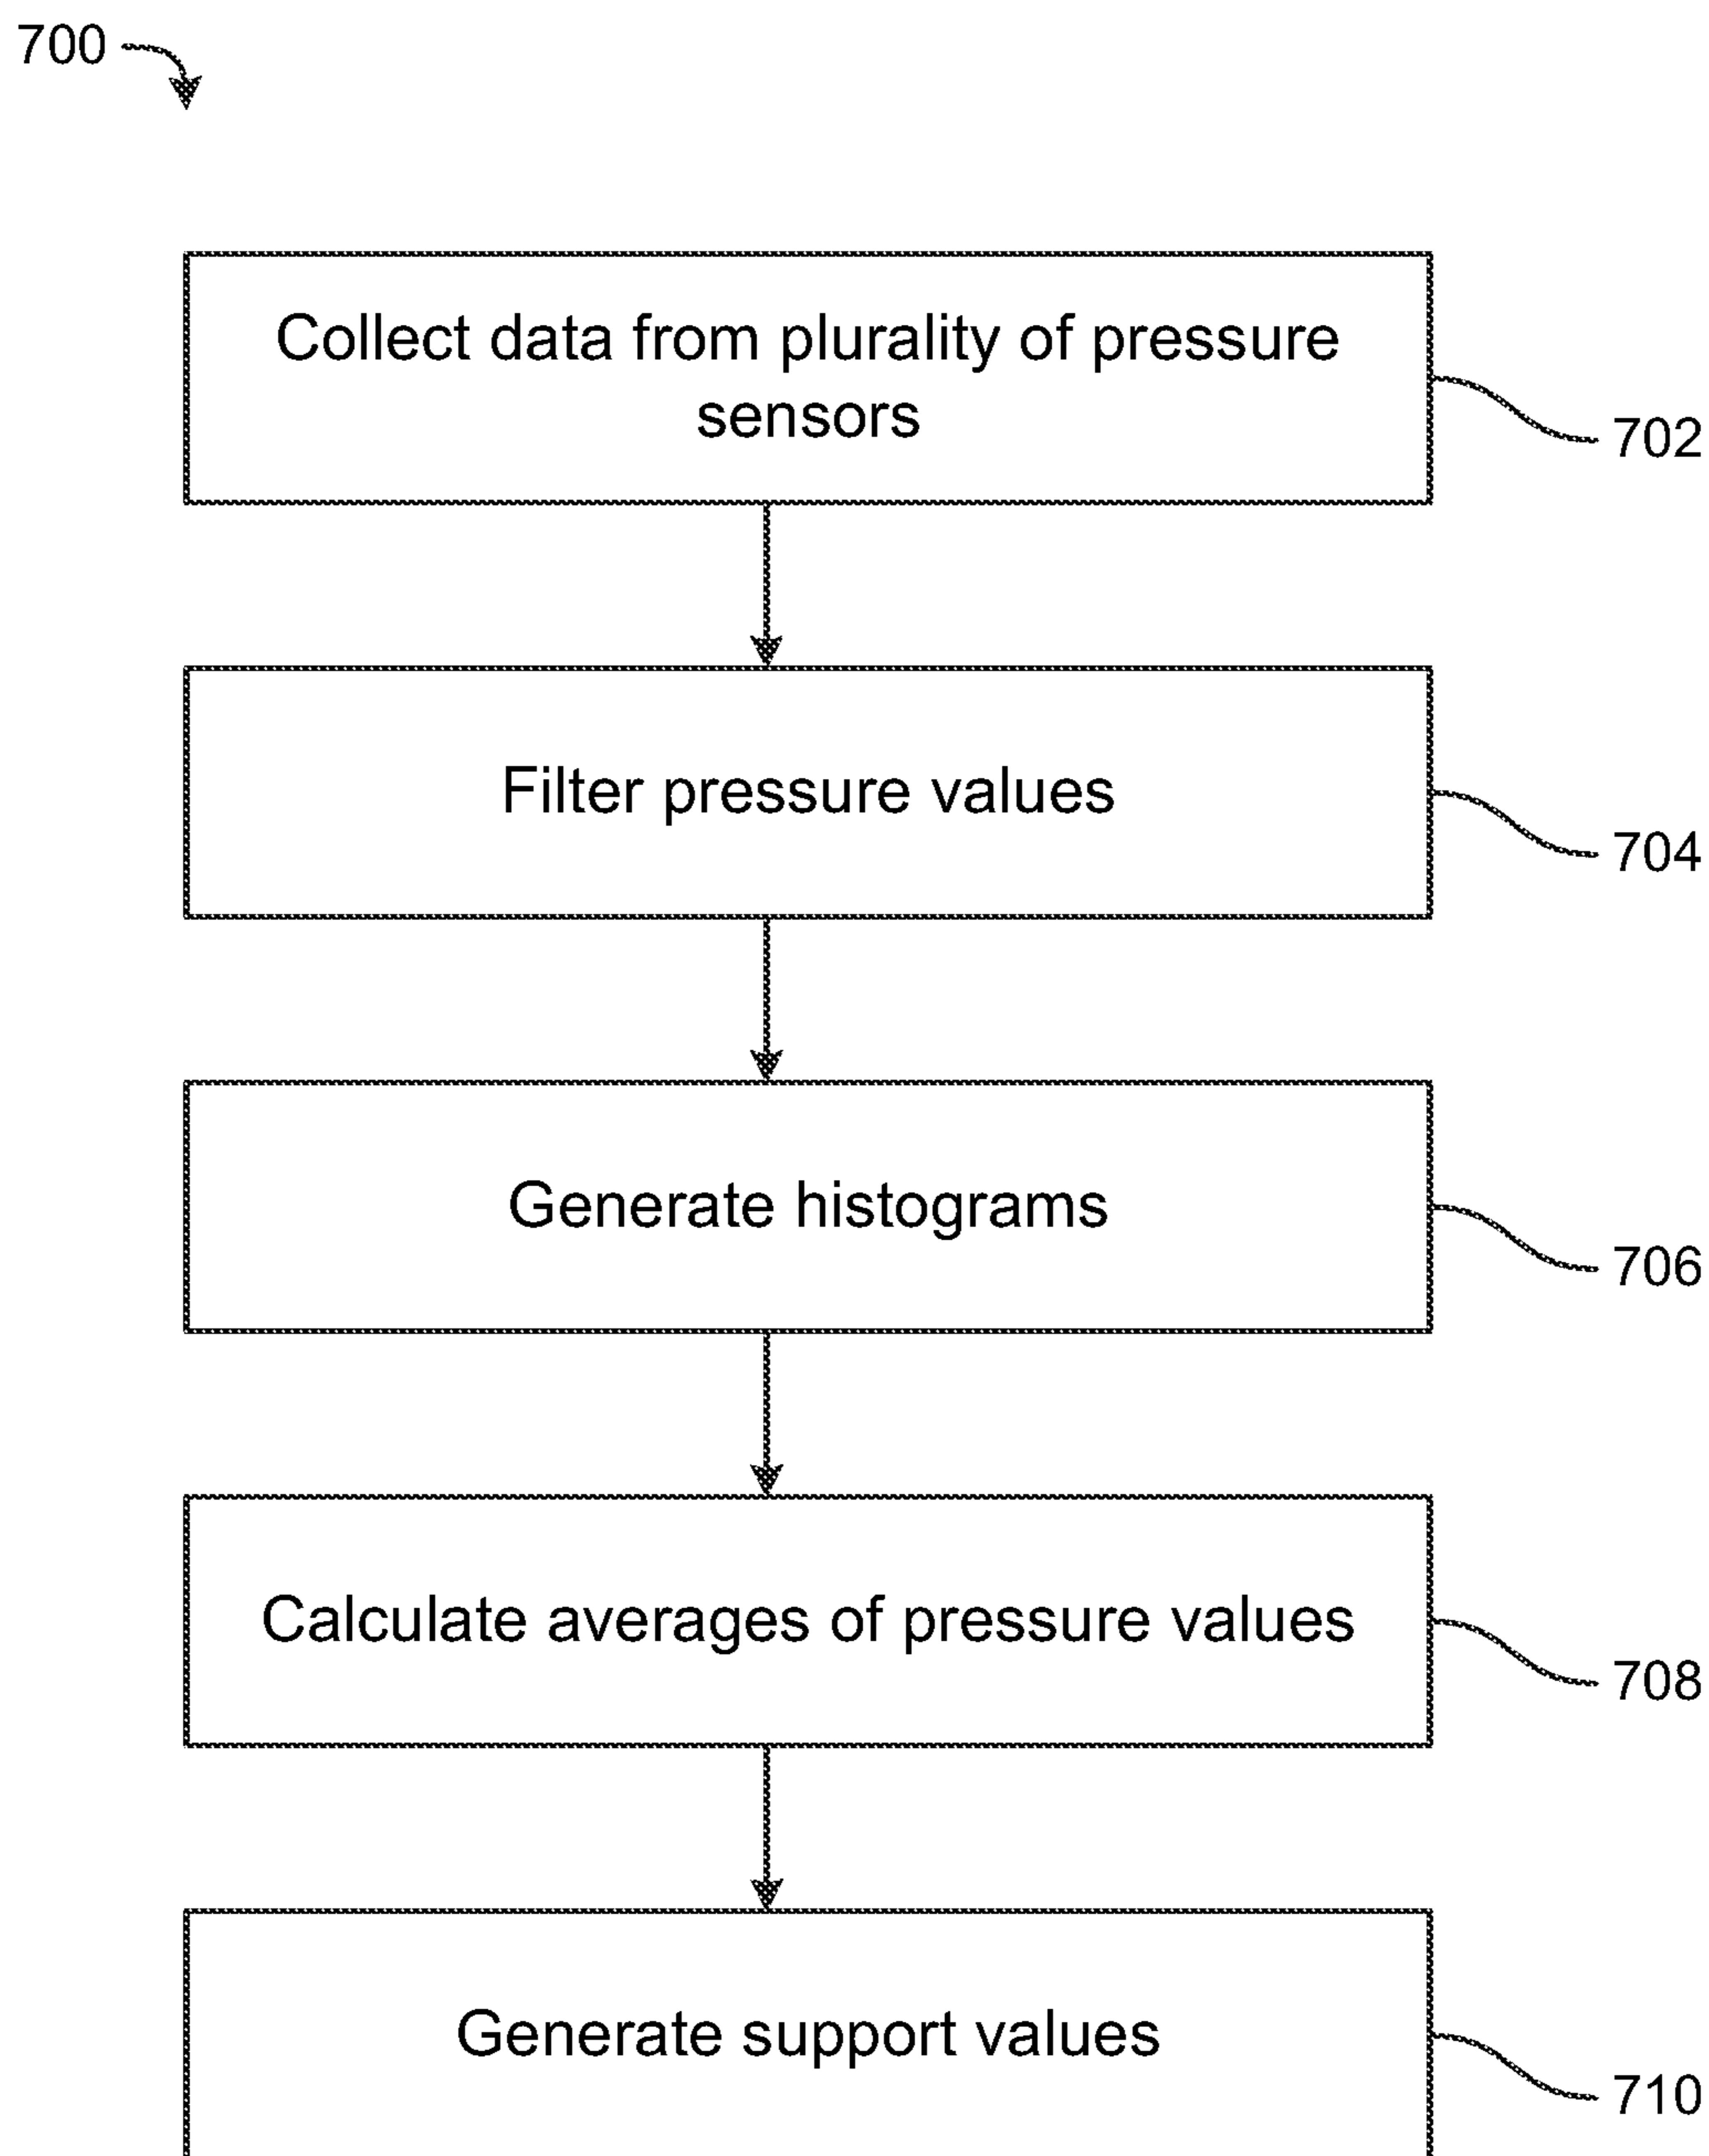 700
Collect data from plurality of pressure
sensors
702
Filter pressure values
704
Generate histograms
706
Calculate averages of pressure values
708
Generate support values
710